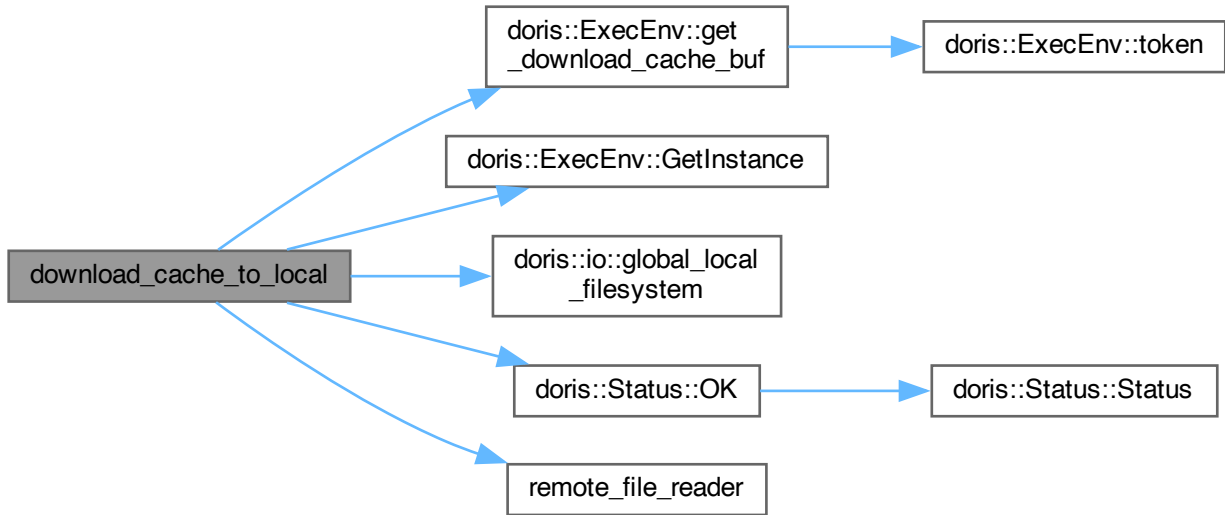 doris::ExecEnv::get
_download_cache_buf
doris::ExecEnv::token
doris::ExecEnv::GetInstance
download_cache_to_local
doris::io::global_local
_filesystem
doris::Status::OK
doris::Status::Status
remote_file_reader